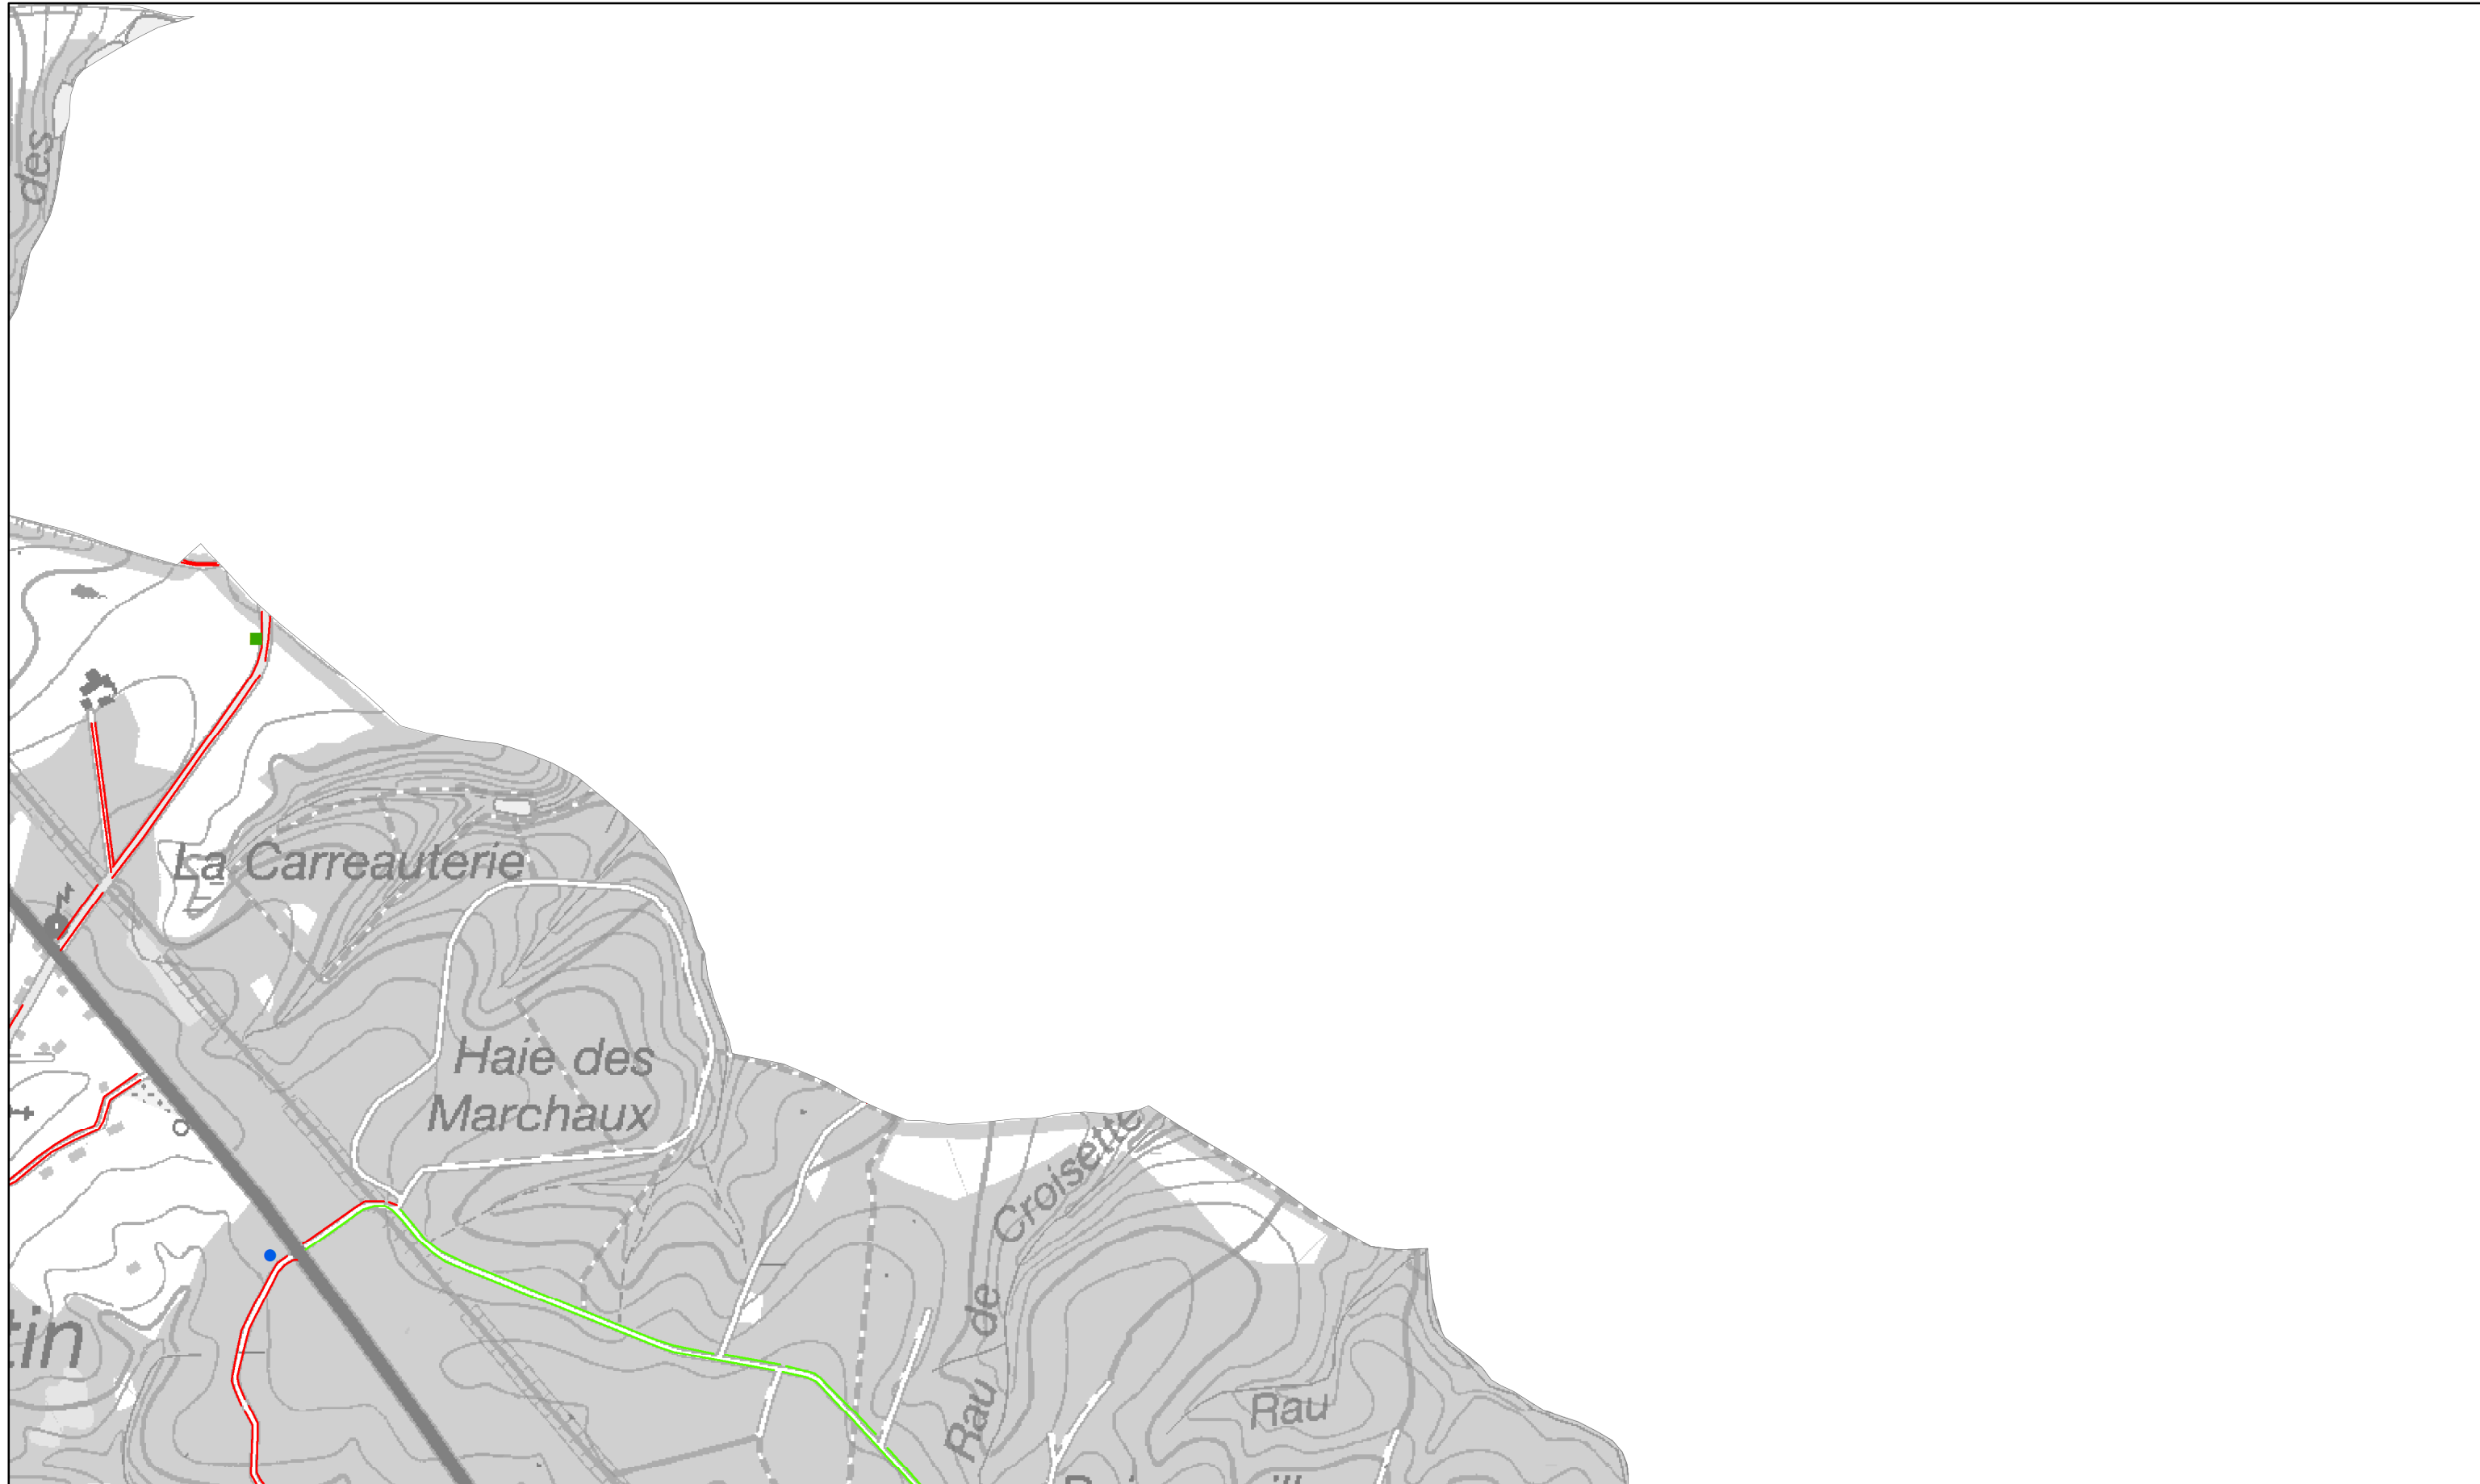 des
La Carreauterie
Haie des
Marchaux
Rau de Croisette
Rau
tin